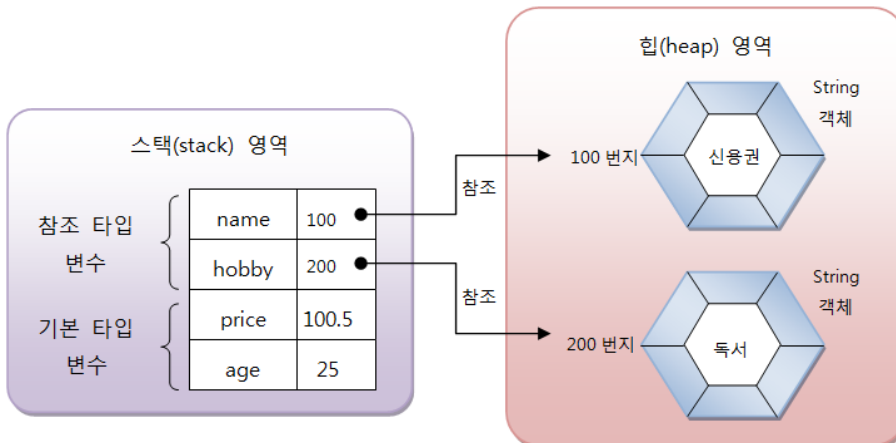 힙(heap) 영역
String
객체
100 번지
신용권
스택(stack) 영역
참조
참조 타입
변수
name 100
hobby 200
기본 타입
변수
price 100.5
age 25
참조
String
객체
200 번지
독서